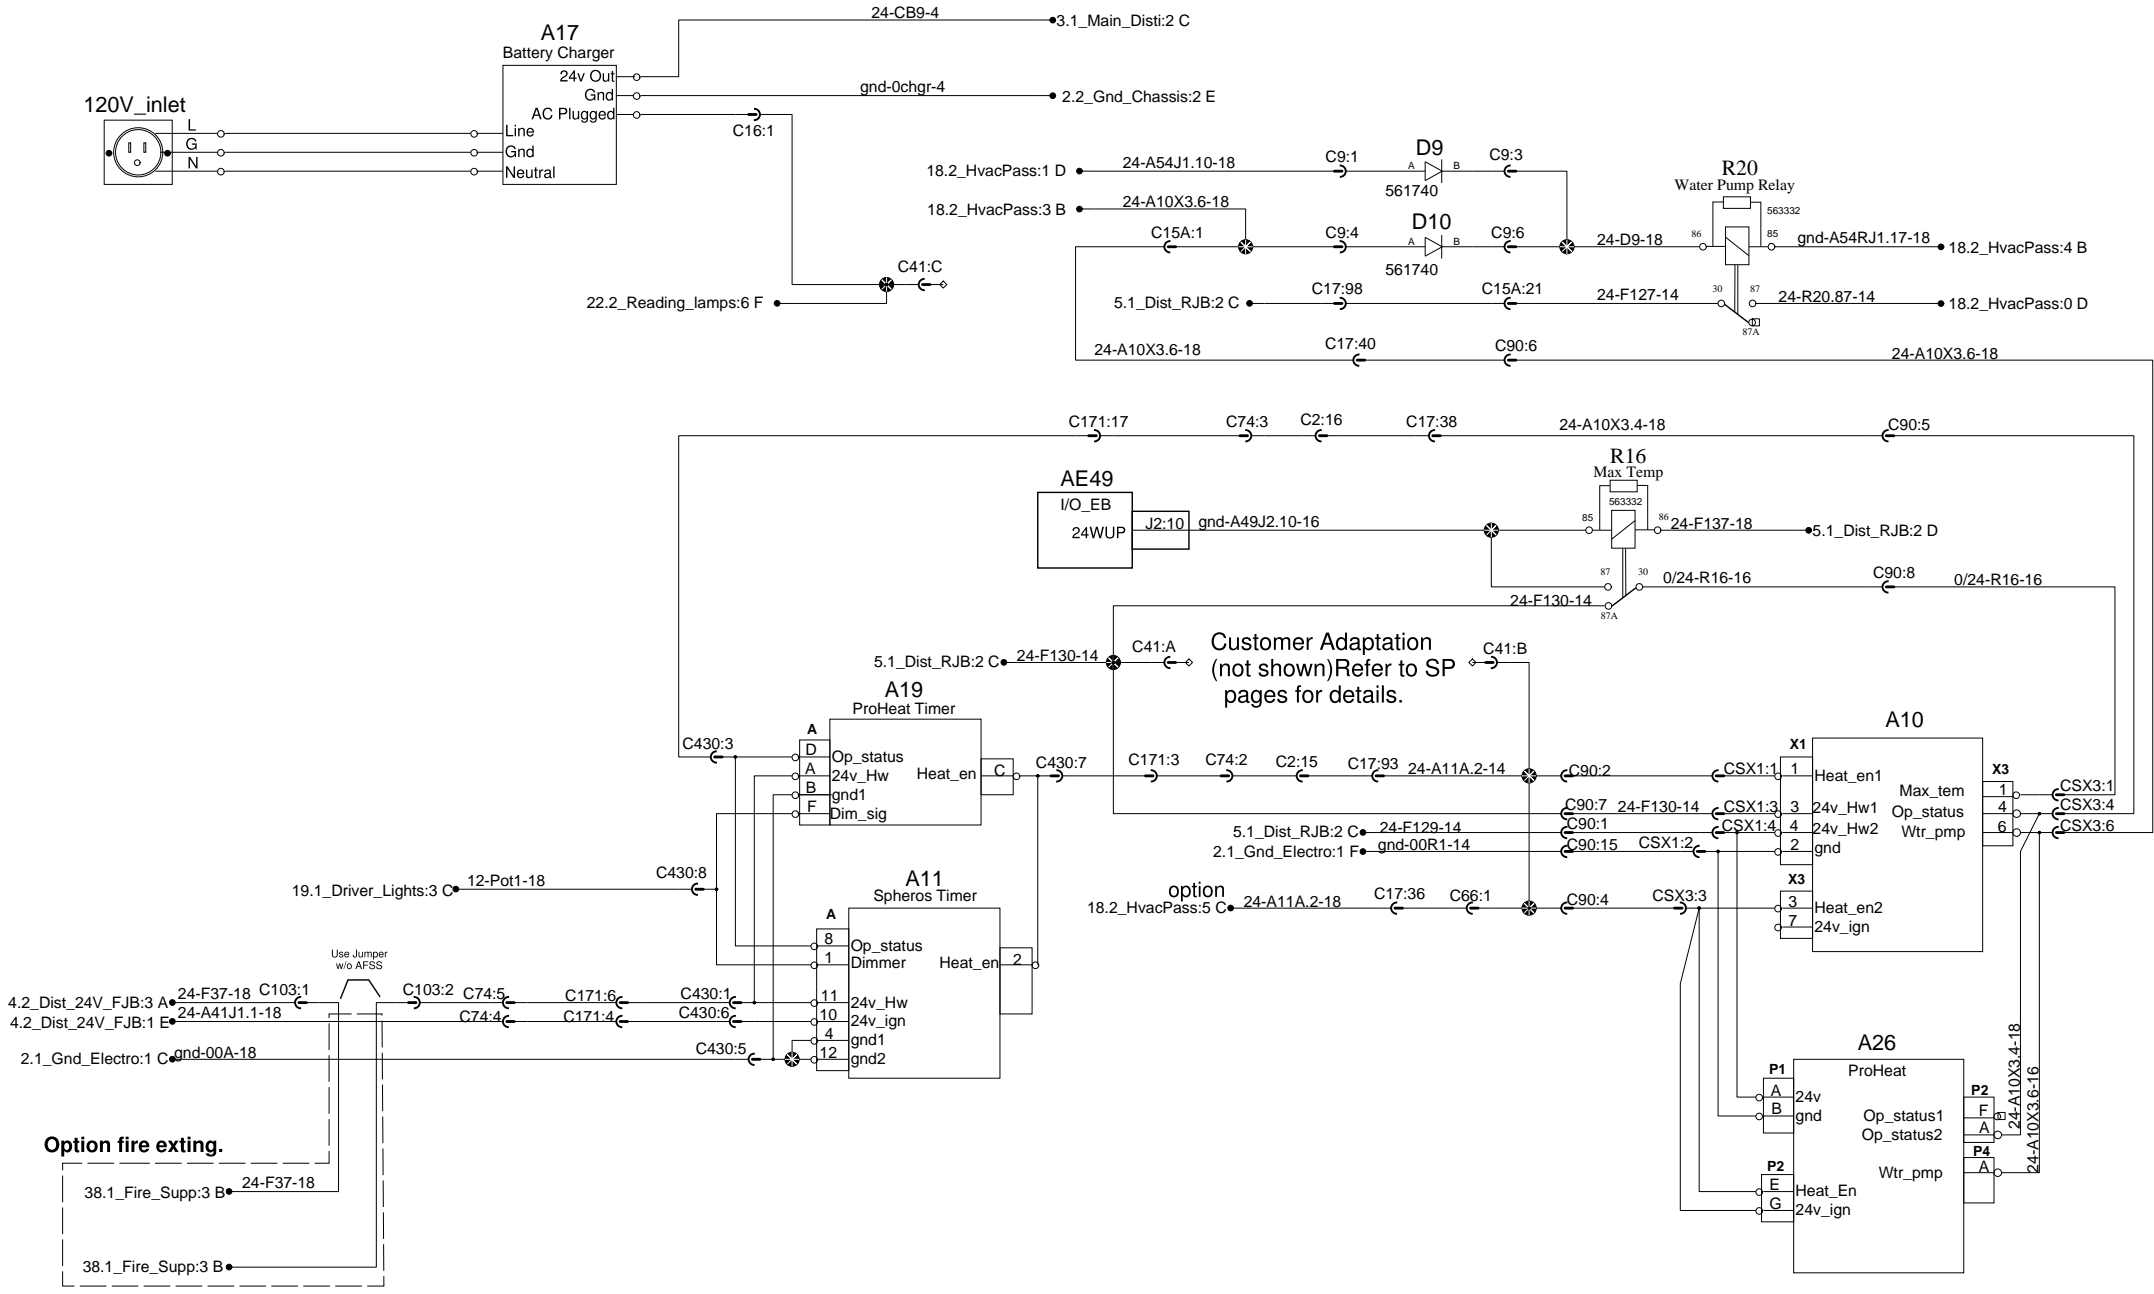 24-CB9-4
3.1_Main_Disti:2 C
A17
Battery Charger
24v Out
Gnd
gnd-0chgr-4
2.2_Gnd_Chassis:2 E
AC Plugged
C16:1
120V_inlet
L
G
N
Line
Gnd
Neutral
18.2_HvacPass:1 D
24-A54J1.10-18
C9:1
D9
A
B
561740
C9:3
R20
Water Pump Relay
563332
18.2_HvacPass:3 B
24-A10X3.6-18
C15A:1
C9:4
D10
A
B
561740
C9:6
24-D9-18
86
85
gnd-A54RJ1.17-18
18.2_HvacPass:4 B
C41:C
22.2_Reading_lamps:6 F
5.1_Dist_RJB:2 C
C17:98
C15A:21
24-F127-14
30
87
87A
24-R20.87-14
18.2_HvacPass:0 D
24-A10X3.6-18
C17:40
C90:6
24-A10X3.6-18
C171:17
C74:3
C2:16
C17:38
24-A10X3.4-18
C90:5
R16
Max Temp
563332
AE49
I/O_EB
24WUP
J2:10
gnd-A49J2.10-16
85
86
24-F137-18
5.1_Dist_RJB:2 D
87
30
0/24-R16-16
C90:8
0/24-R16-16
24-F130-14
87A
5.1_Dist_RJB:2 C
24-F130-14
C41:A
Customer Adaptation
(not shown)Refer to SP
pages for details.
C41:B
A19
ProHeat Timer
A
C430:3
D
Op_status
A
24v_Hw
B
gnd1
F
Dim_sig
Heat_en
C
C430:7
C171:3
C74:2
C2:15
C17:93
24-A11A.2-14
C90:2
CSX1:1
A10
X1
1
Heat_en1
C90:7
24-F130-14
CSX1:3
3
24v_Hw1
5.1_Dist_RJB:2 C
24-F129-14
C90:1
CSX1:4
4
24v_Hw2
2.1_Gnd_Electro:1 F
gnd-00R1-14
C90:15
CSX1:2
2
gnd
X3
Max_tem
1
CSX3:1
Op_status
4
CSX3:4
Wtr_pmp
6
CSX3:6
X3
3
Heat_en2
7
24v_ign
option
18.2_HvacPass:5 C
24-A11A.2-18
C17:36
C66:1
C90:4
CSX3:3
19.1_Driver_Lights:3 C
12-Pot1-18
C430:8
A11
Spheros Timer
A
8
Op_status
1
Dimmer
Heat_en
2
11
24v_Hw
10
24v_ign
4
gnd1
12
gnd2
Use Jumper
w/o AFSS
4.2_Dist_24V_FJB:3 A
24-F37-18
C103:1
C103:2
C74:5
C171:6
C430:1
4.2_Dist_24V_FJB:1 E
24-A41J1.1-18
C74:4
C171:4
C430:6
2.1_Gnd_Electro:1 C
gnd-00A-18
C430:5
Option fire exting.
38.1_Fire_Supp:3 B
24-F37-18
38.1_Fire_Supp:3 B
A26
ProHeat
P1
A
24v
B
gnd
P2
E
Heat_En
G
24v_ign
P2
Op_status1
F
Op_status2
A
P4
Wtr_pmp
A
24-A10X3.4-18
24-A10X3.6-16